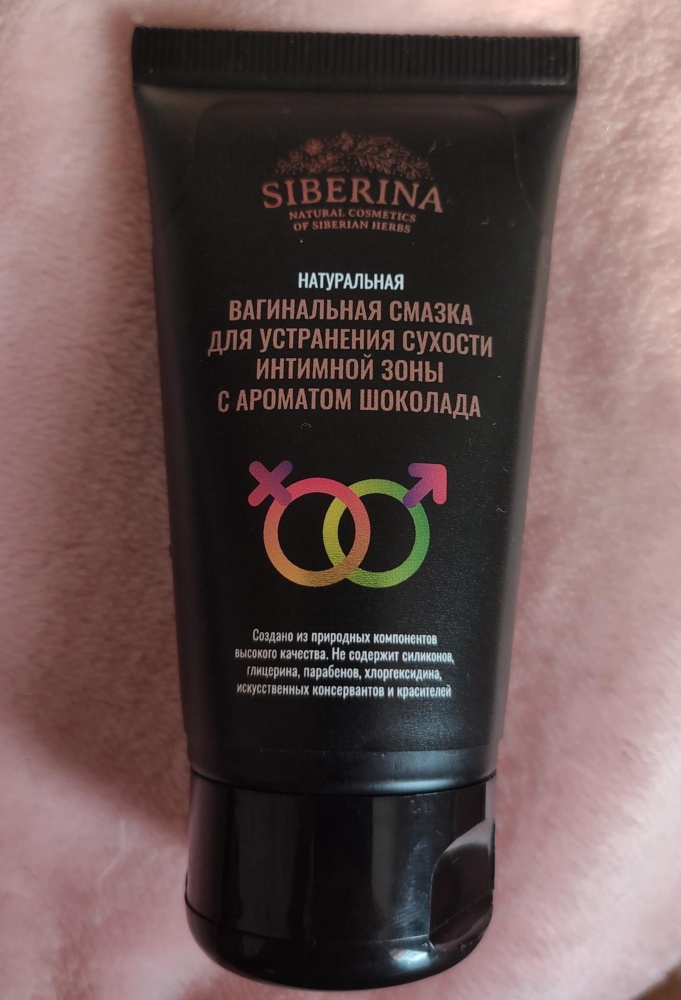 SIBERINA
NATURAL COSMETICS
OF SIBERIAN HERBS
НАТУРАЛЬНАЯ
ВАГИНАЛЬНАЯ СМАЗКА
ДЛЯ УСТРАНЕНИЯ СУХОСТИ
ИНТИМНОЙ ЗОНЫ
С АРОМАТОМ ШОКОЛАДА
Создано из природных компонентов
высокого качества. Не содержит силиконов,
глицерина, парабенов, хлоргексидина,
искусственных консервантов и красителей